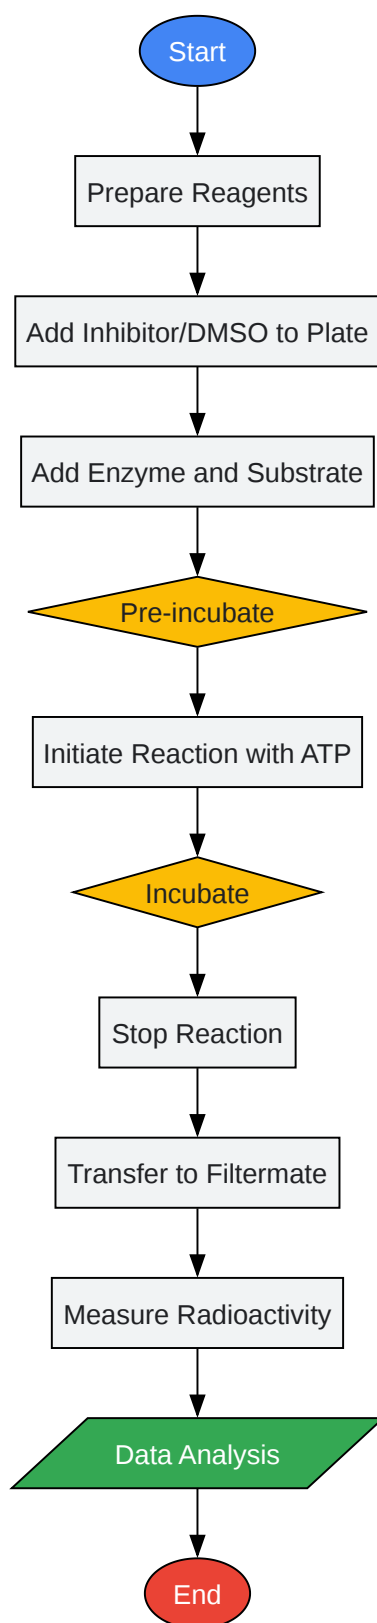 Start
Prepare Reagents
Add Inhibitor/DMSO to Plate
Add Enzyme and Substrate
Pre-incubate
Initiate Reaction with ATP
Incubate
Stop Reaction
Transfer to Filtermate
Measure Radioactivity
Data Analysis
End